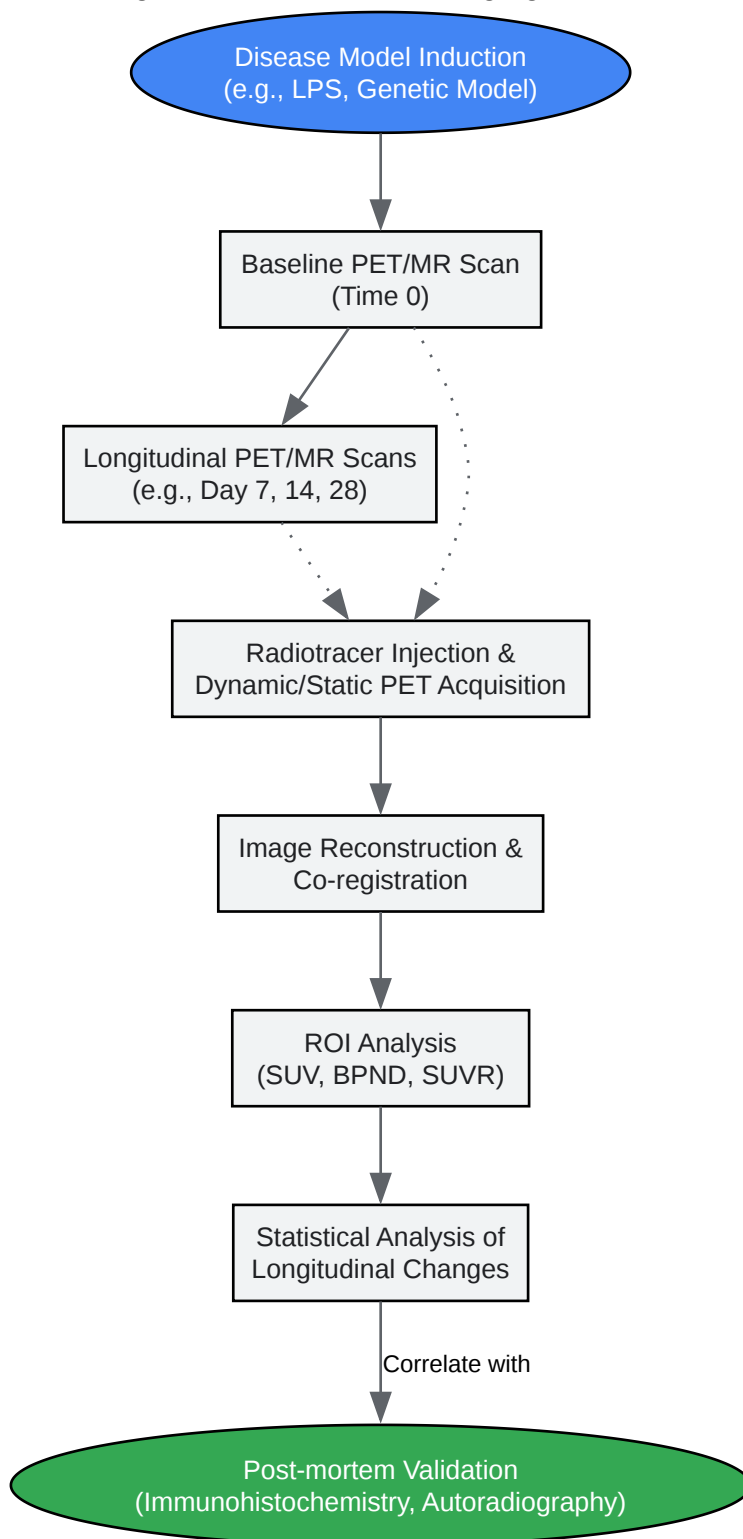 Disease Model Induction
(e.g., LPS, Genetic Model)
Baseline PET/MR Scan
(Time 0)
Longitudinal PET/MR Scans
(e.g., Day 7, 14, 28)
Radiotracer Injection &
Dynamic/Static PET Acquisition
Image Reconstruction &
Co-registration
ROI Analysis
(SUV, BPND, SUVR)
Statistical Analysis of
Longitudinal Changes
Correlate with
Post-mortem Validation
(Immunohistochemistry, Autoradiography)